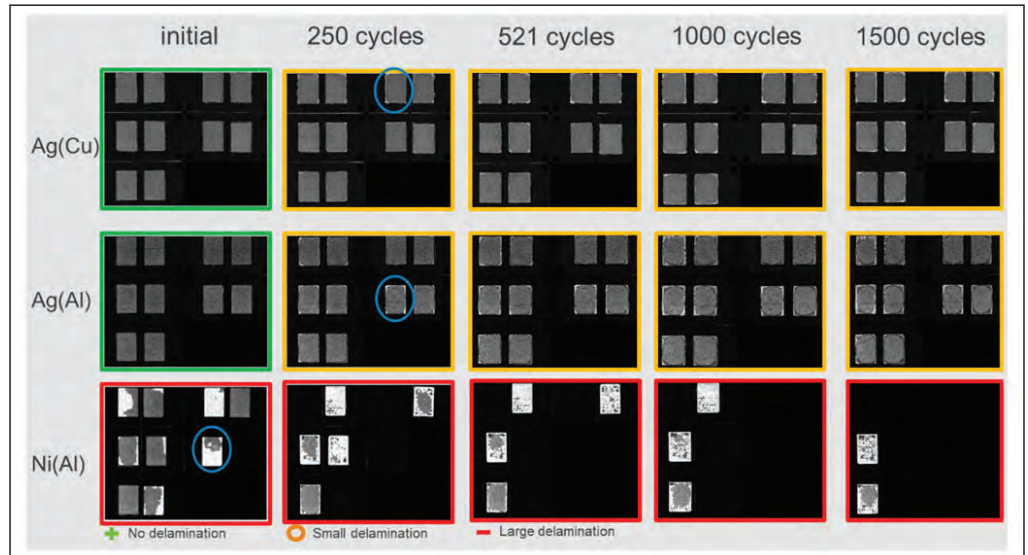 initial 250 cycles 521 cycles 1000 cycles 1500 cycles
Ag(Cu)
Ag(Al)
Ni(Al)
No delamination Small delamination Large delamination